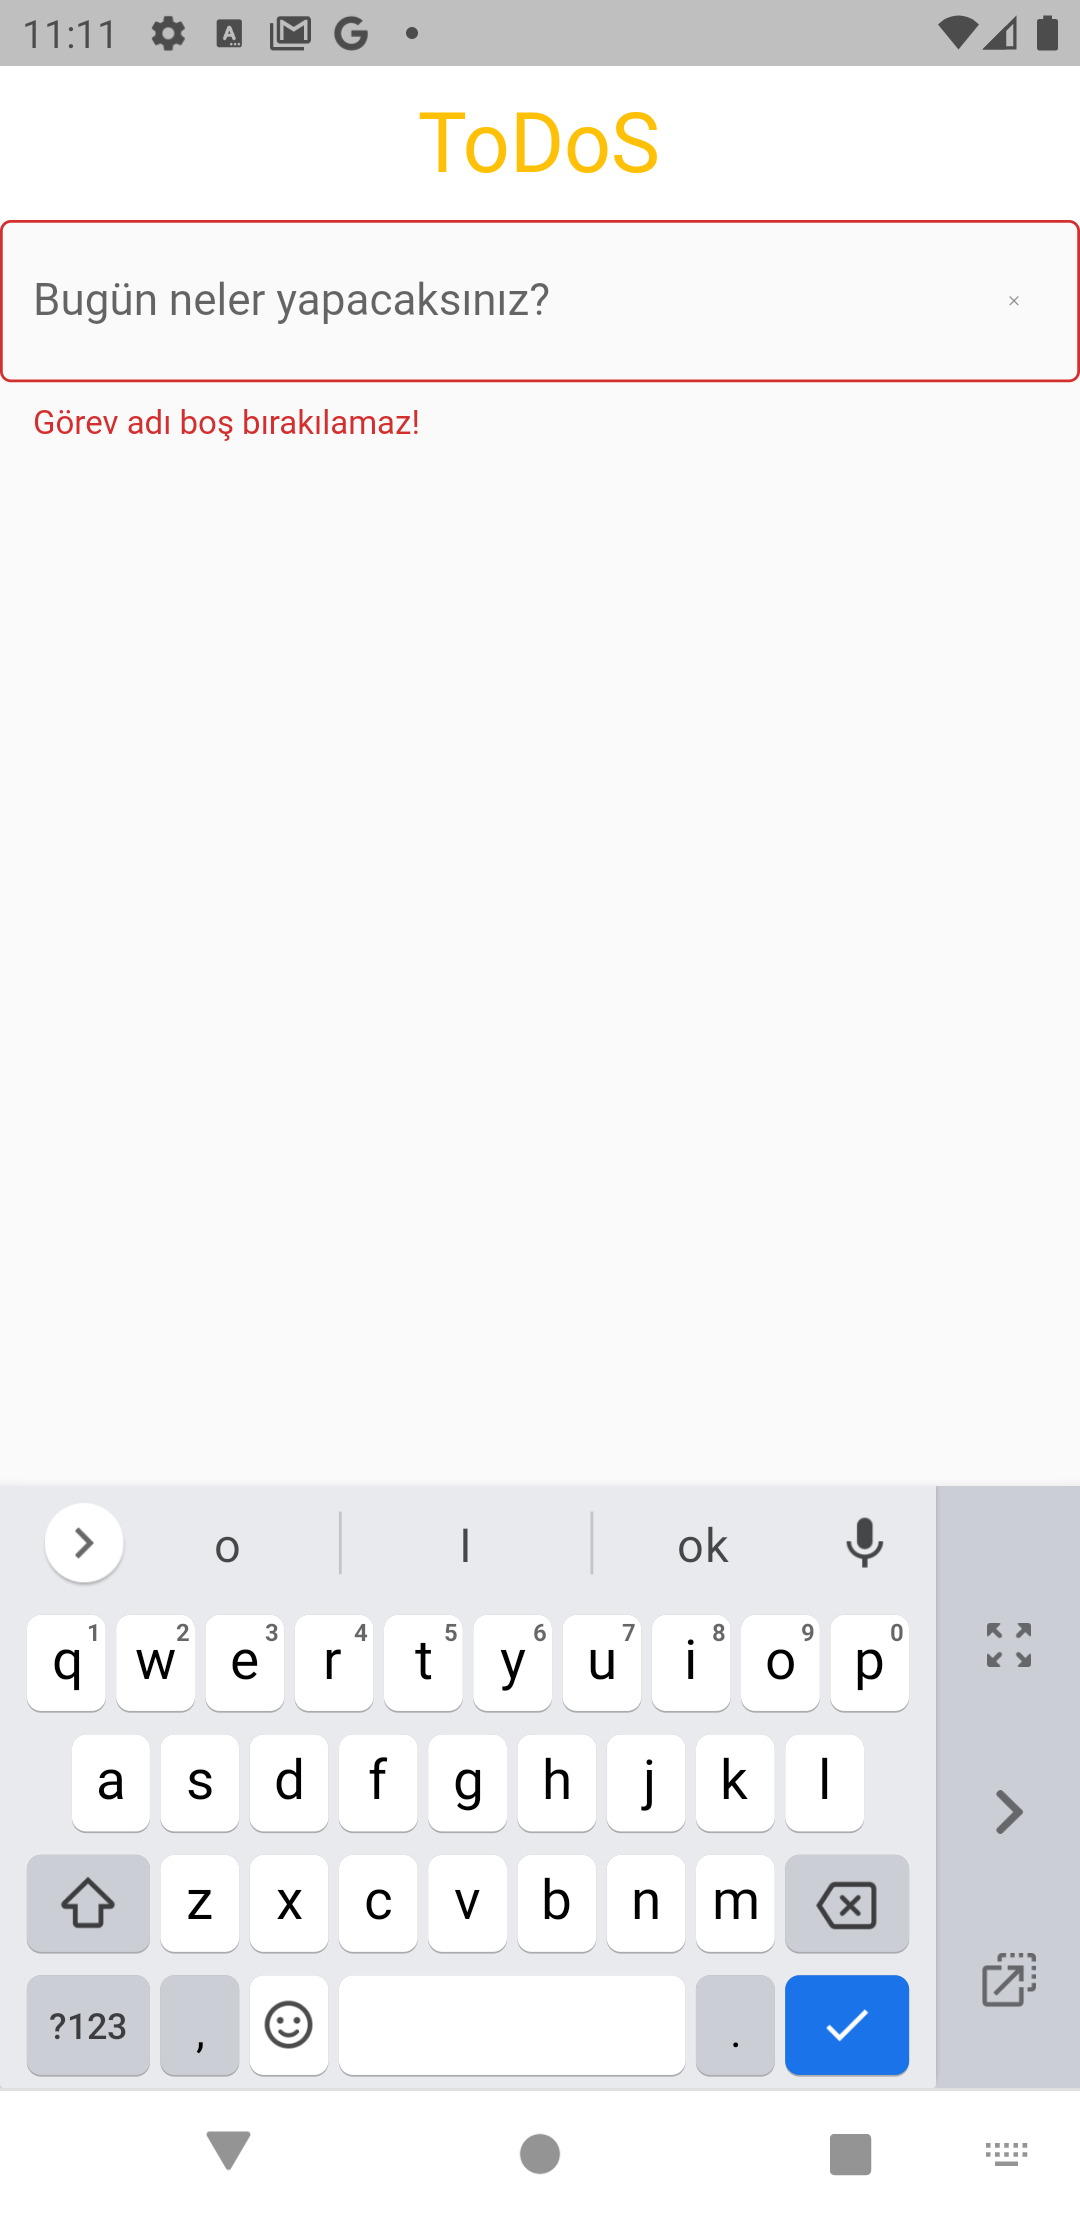 11:11
ToDoS
Bugün neler yapacaksınız?
Görev adı boş bırakılamaz!
o I ok
q1 w2 e3 r4 t5 y6 u7 i8 o9 p0
a s d f g h j k l
z x c v b n m
?123 , .